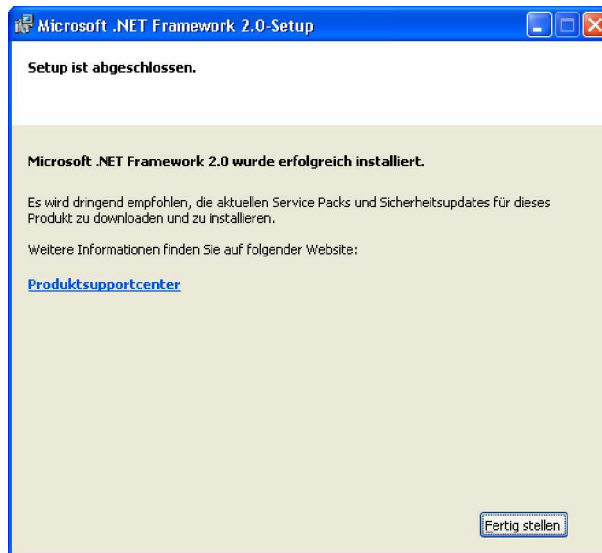 Microsoft .NET Framework 2.0-Setup
Setup ist abgeschlossen.
Microsoft .NET Framework 2.0 wurde erfolgreich installiert.
Es wird dringend empfohlen, die aktuellen Service Packs und Sicherheitsupdates für dieses
Produkt zu downloaden und zu installieren.
Weitere Informationen finden Sie auf folgender Website:
Produktsupportcenter
Fertig stellen